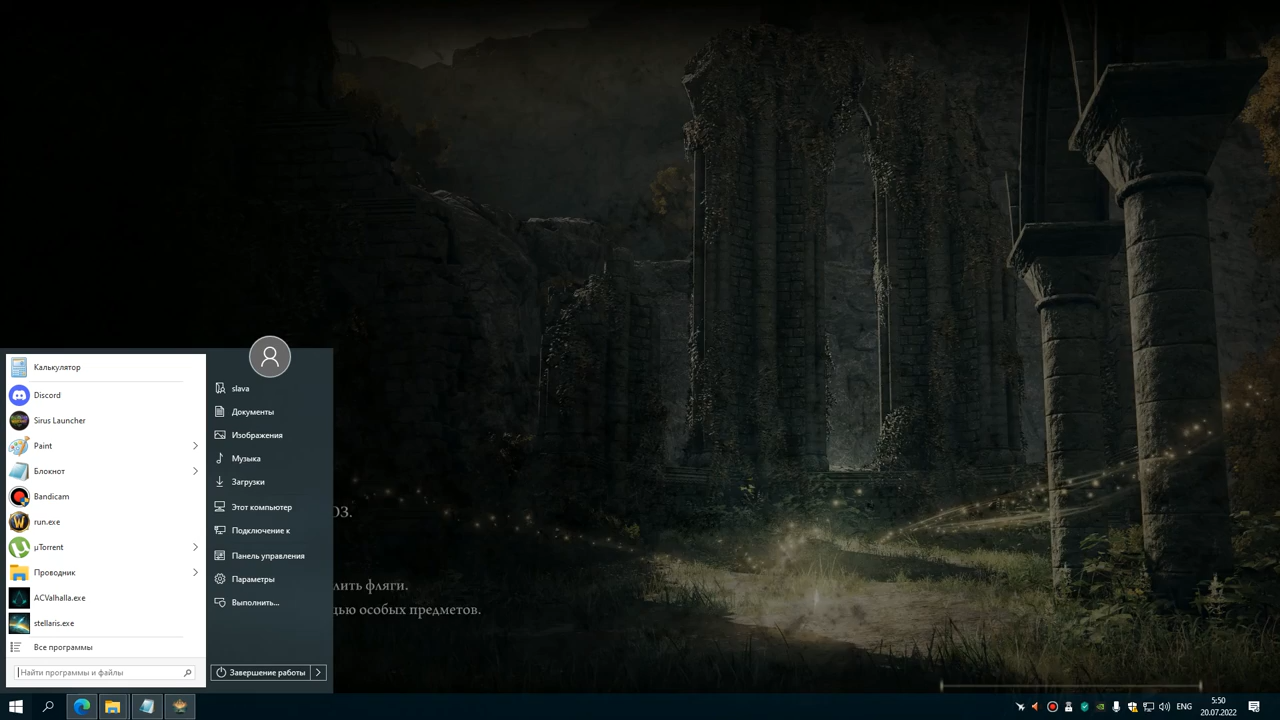 Калькулятор
Discord
Sirus Launcher
Paint
Блокнот
Bandicam
run.exe
µTorrent
Проводник
ACValhalla.exe
stellaris.exe
Все программы
Найти программы и файлы
slava
Документы
Изображения
Музыка
Загрузки
Этот компьютер
Подключение к
Панель управления
Параметры
Выполнить...
Завершение работы
фляги.
особых предметов.
ENG
5:50
20.07.2022